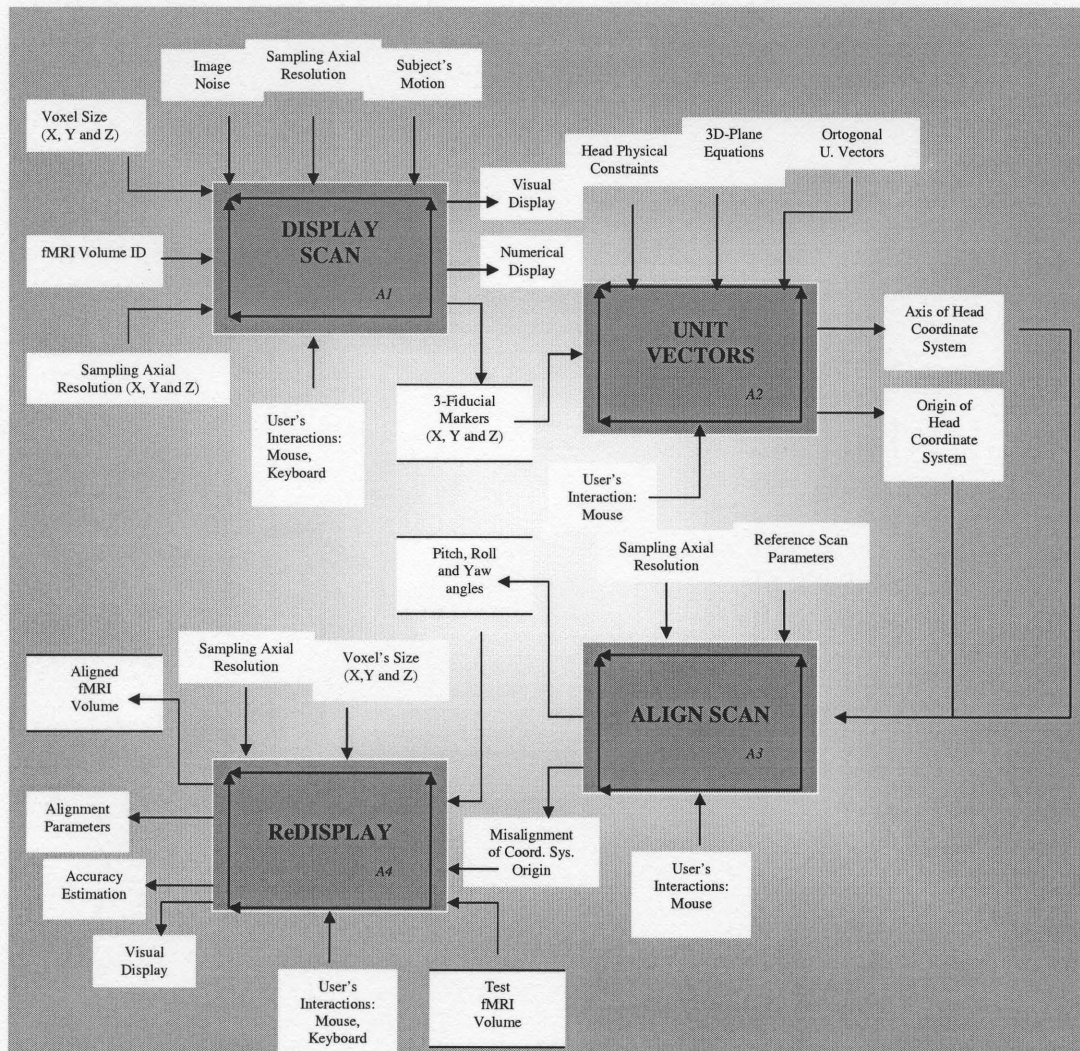 Image
Noise
Sampling Axial
Resolution
Subject's
Motion
Voxel Size
(X, Y and Z)
fMRI Volume ID
Sampling Axial
Resolution (X, Yand Z)
DISPLAY
SCAN
A1
User's
Interactions:
Mouse,
Keyboard
Visual
Display
Numerical
Display
3-Fiducial
Markers
(X, Y and Z)
Head Physical
Constraints
3D-Plane
Equations
Ortogonal
U. Vectors
UNIT
VECTORS
A2
User's
Interaction:
Mouse
Axis of Head
Coordinate
System
Origin of
Head
Coordinate
System
Pitch, Roll
and Yaw
angles
Sampling Axial
Resolution
Reference Scan
Parameters
ALIGN SCAN
A3
User's
Interactions:
Mouse
Misalignment
of Coord. Sys.
Origin
Sampling Axial
Resolution
Voxel's Size
(X,Y and Z)
Aligned
fMRI
Volume
Alignment
Parameters
Accuracy
Estimation
Visual
Display
ReDISPLAY
A4
User's
Interactions:
Mouse,
Keyboard
Test
fMRI
Volume